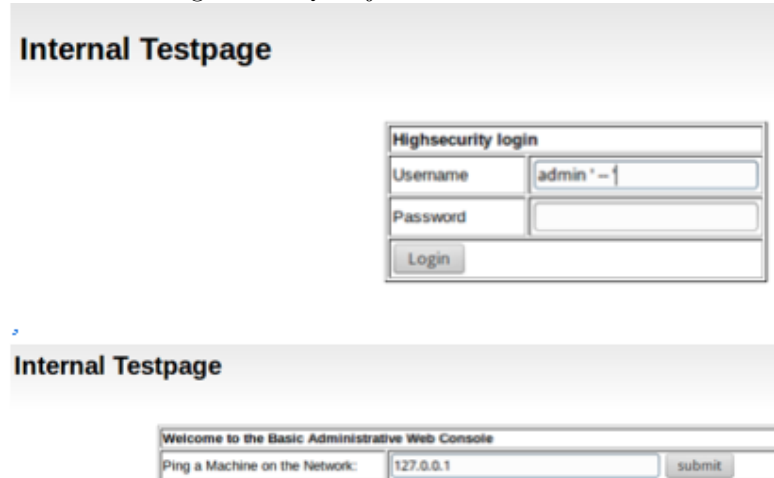 Internal Testpage
Highsecurity login
Username admin ' – '
Password
Login
Internal Testpage
Welcome to the Basic Administrative Web Console
Ping a Machine on the Network: 127.0.0.1 submit